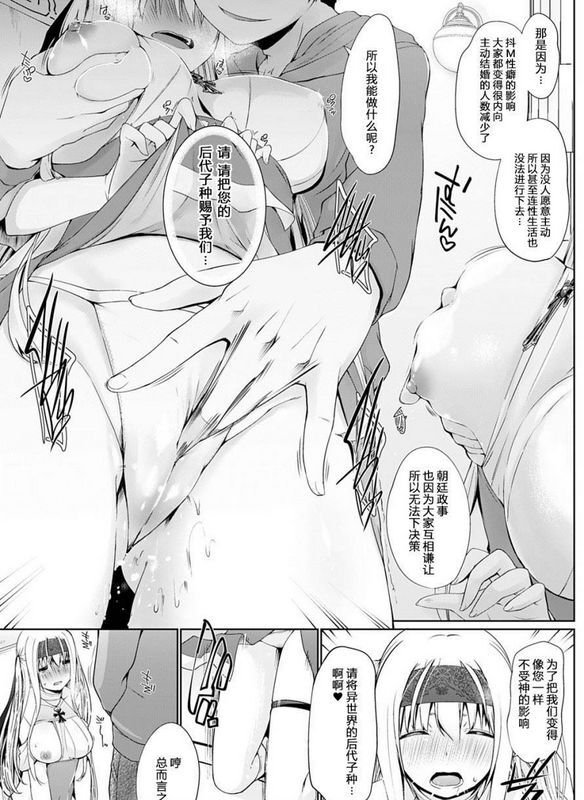 那是因为…
抖M性癖的影响
大家都变得很内向
主动结婚的人数减少了
因为没人愿意主动
所以甚至连性生活也
没法进行下去…
所以我
能做
什么呢?
请 请把您的
后代子种
赐予我们…
朝廷政事
也因为大家互相谦让
所以无法下决策
为了把我们变得
像您一样
不受神的影响
请将异世界的
后代子种…
啊啊♥
哼
总而言之